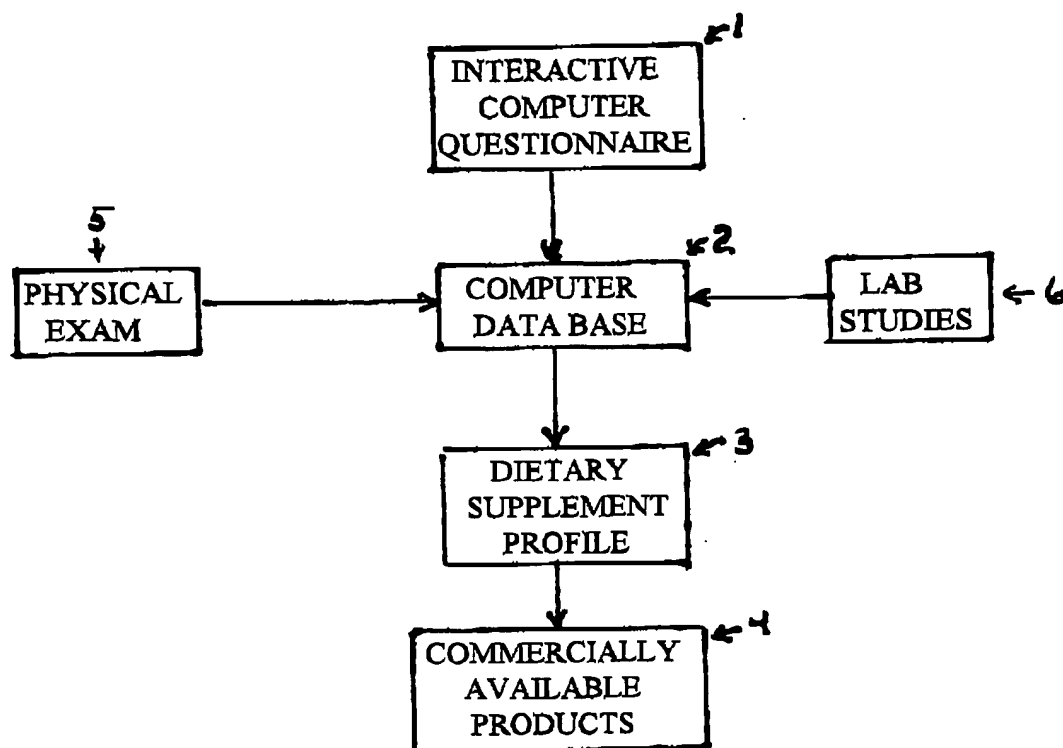 1
INTERACTIVE
COMPUTER
QUESTIONNAIRE
5
2
PHYSICAL
EXAM
COMPUTER
DATA BASE
LAB
STUDIES
6
3
DIETARY
SUPPLEMENT
PROFILE
4
COMMERCIALLY
AVAILABLE
PRODUCTS